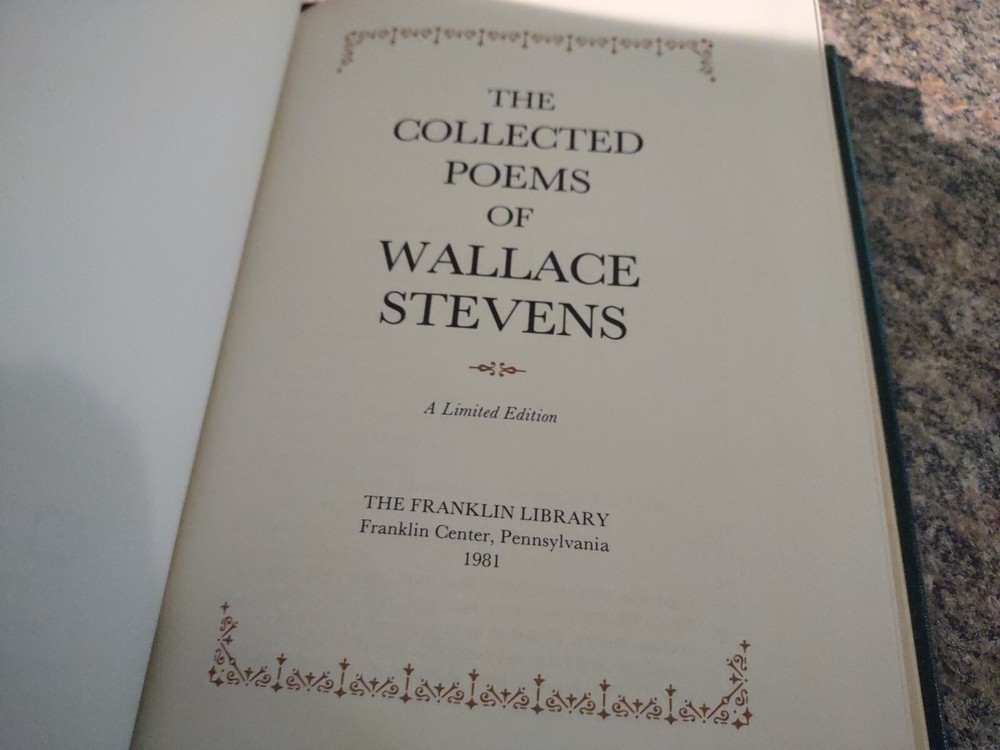 THE
COLLECTED
POEMS
OF
WALLACE
STEVENS
A Limited Edition
THE FRANKLIN LIBRARY
Franklin Center, Pennsylvania
1981